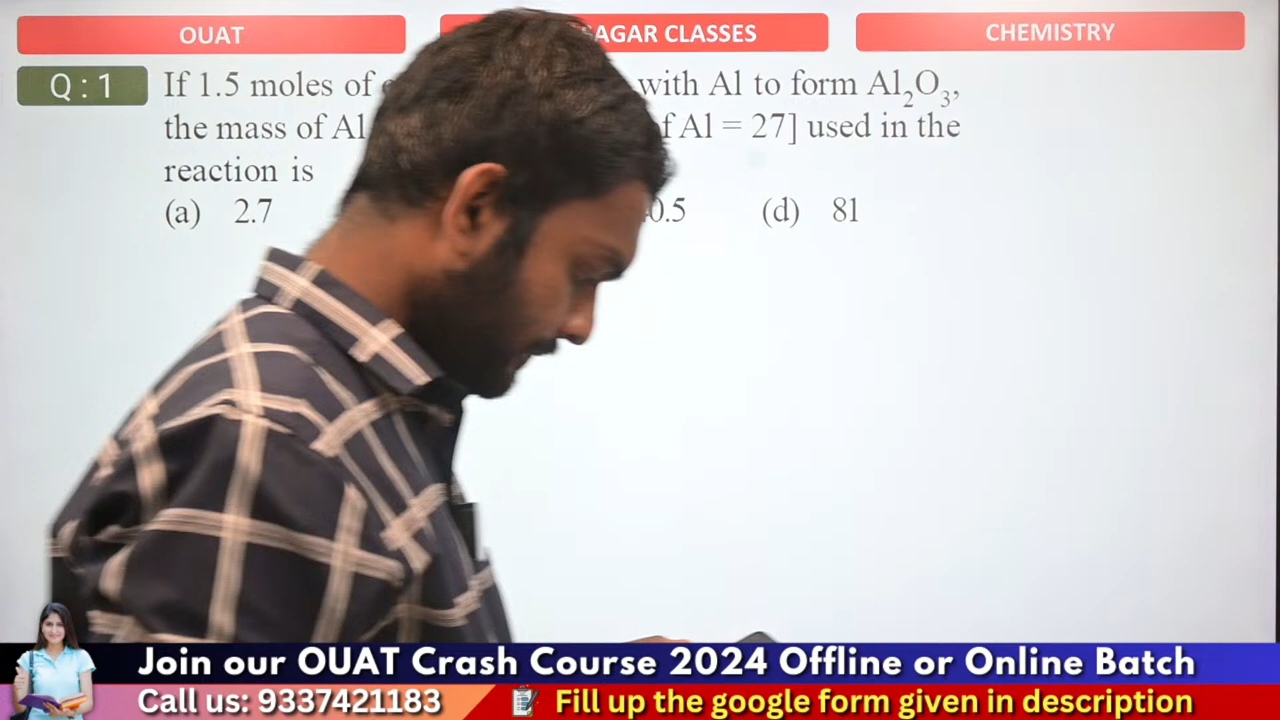 OUAT
AGAR CLASSES
CHEMISTRY
Q : 1
If 1.5 moles of
with Al to form Al₂O₃,
the mass of Al
f Al = 27] used in the
reaction is
(a) 2.7
0.5
(d) 81
Join our OUAT Crash Course 2024 Offline or Online Batch
Call us: 9337421183
Fill up the google form given in description